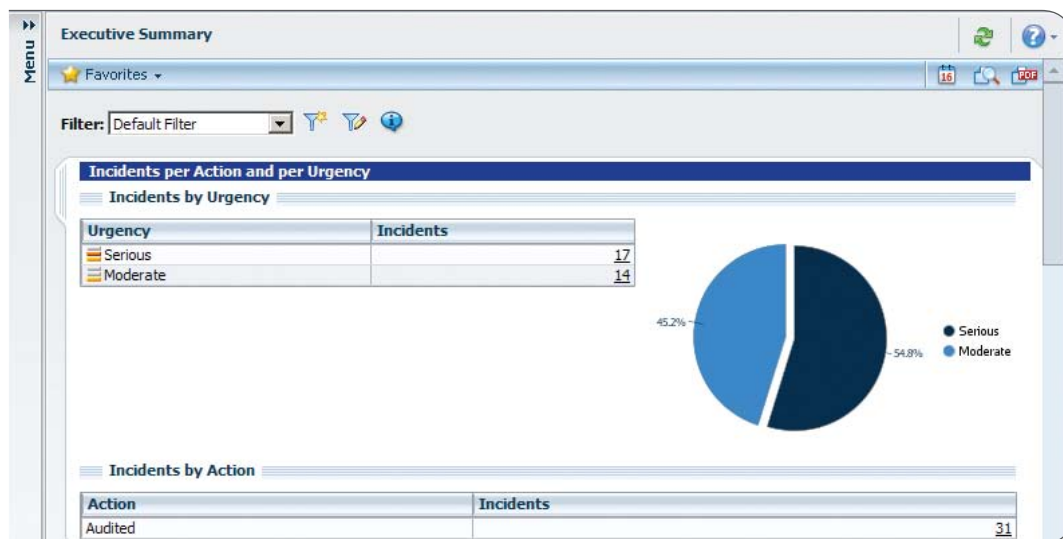 Menu
Executive Summary
Favorites
16
PDF
Filter: Default Filter
Incidents per Action and per Urgency
Incidents by Urgency
Urgency Incidents
Serious 17
Moderate 14
45.2%
54.8%
Serious
Moderate
Incidents by Action
Action Incidents
Audited 31